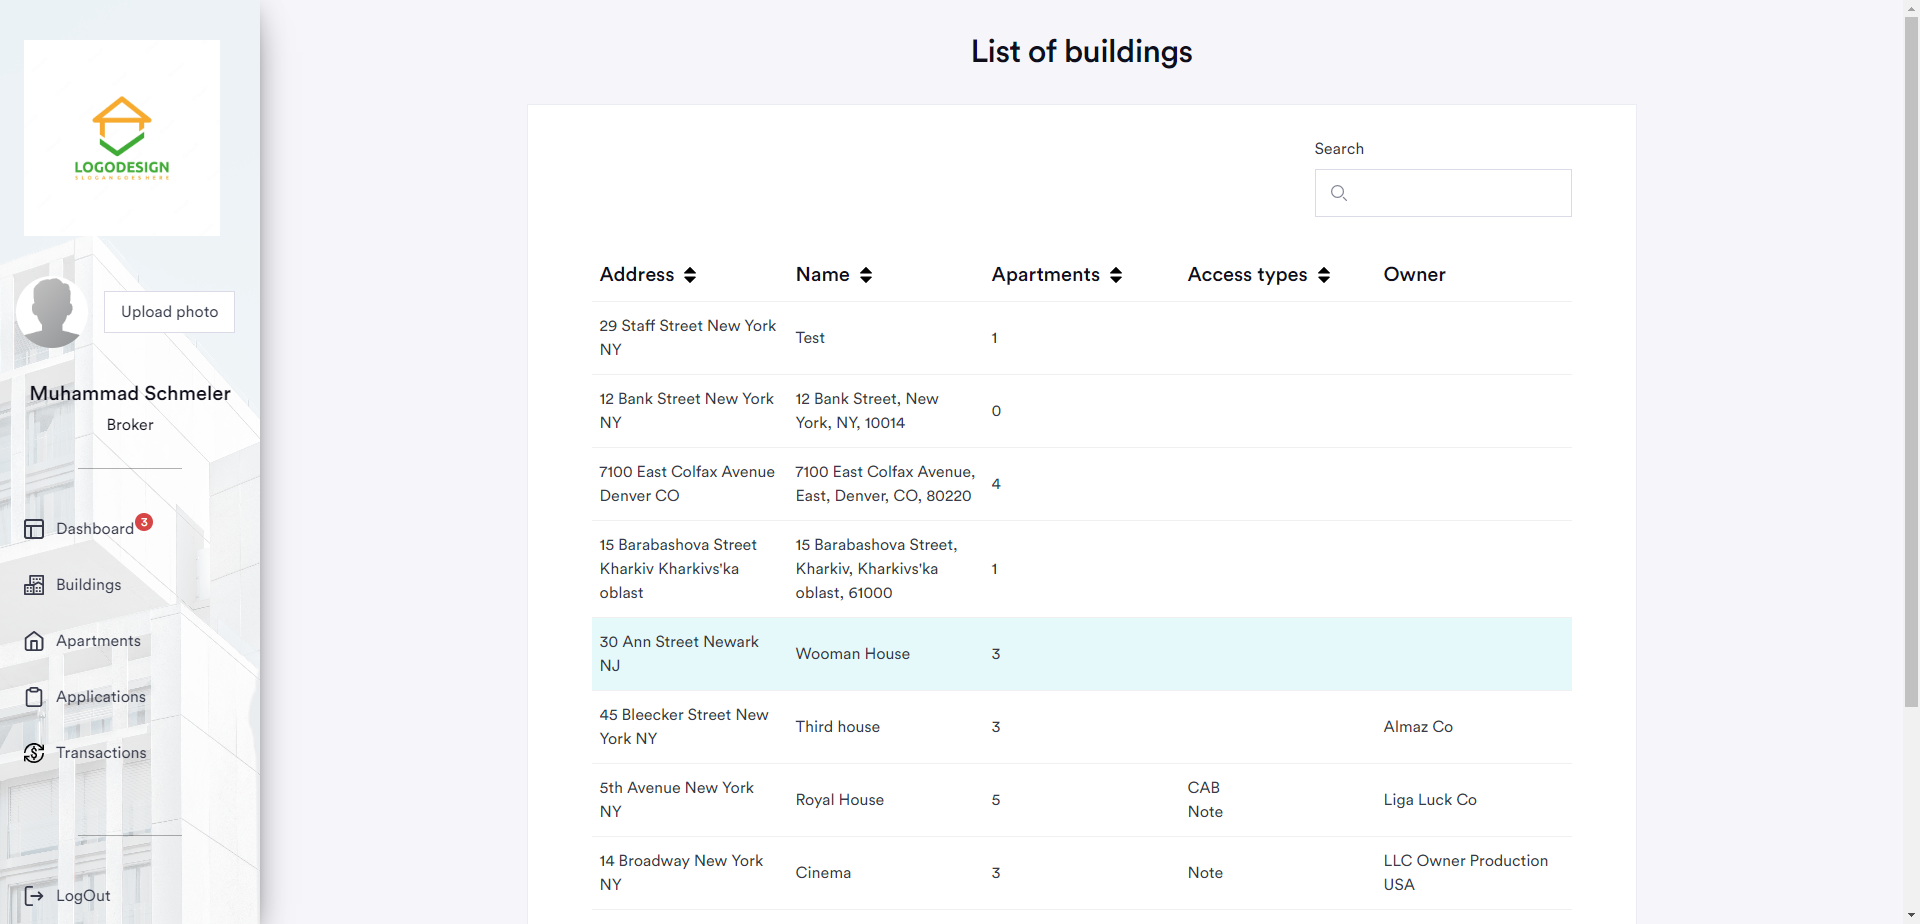 LOGODESIGN
SLOGANGOESHERE
Upload photo
Muhammad Schmeler
Broker
Dashboard 3
Buildings
Apartments
Applications
Transactions
LogOut
List of buildings
Search
Address Name Apartments Access types Owner
29 Staff Street New York
NY
Test
1
12 Bank Street New York
NY
12 Bank Street, New
York, NY, 10014
0
7100 East Colfax Avenue
Denver CO
7100 East Colfax Avenue,
East, Denver, CO, 80220
4
15 Barabashova Street
Kharkiv Kharkivs'ka
oblast
15 Barabashova Street,
Kharkiv, Kharkivs'ka
oblast, 61000
1
30 Ann Street Newark
NJ
Wooman House
3
45 Bleecker Street New
York NY
Third house
3
Almaz Co
5th Avenue New York
NY
Royal House
5
CAB
Note
Liga Luck Co
14 Broadway New York
NY
Cinema
3
Note
LLC Owner Production
USA